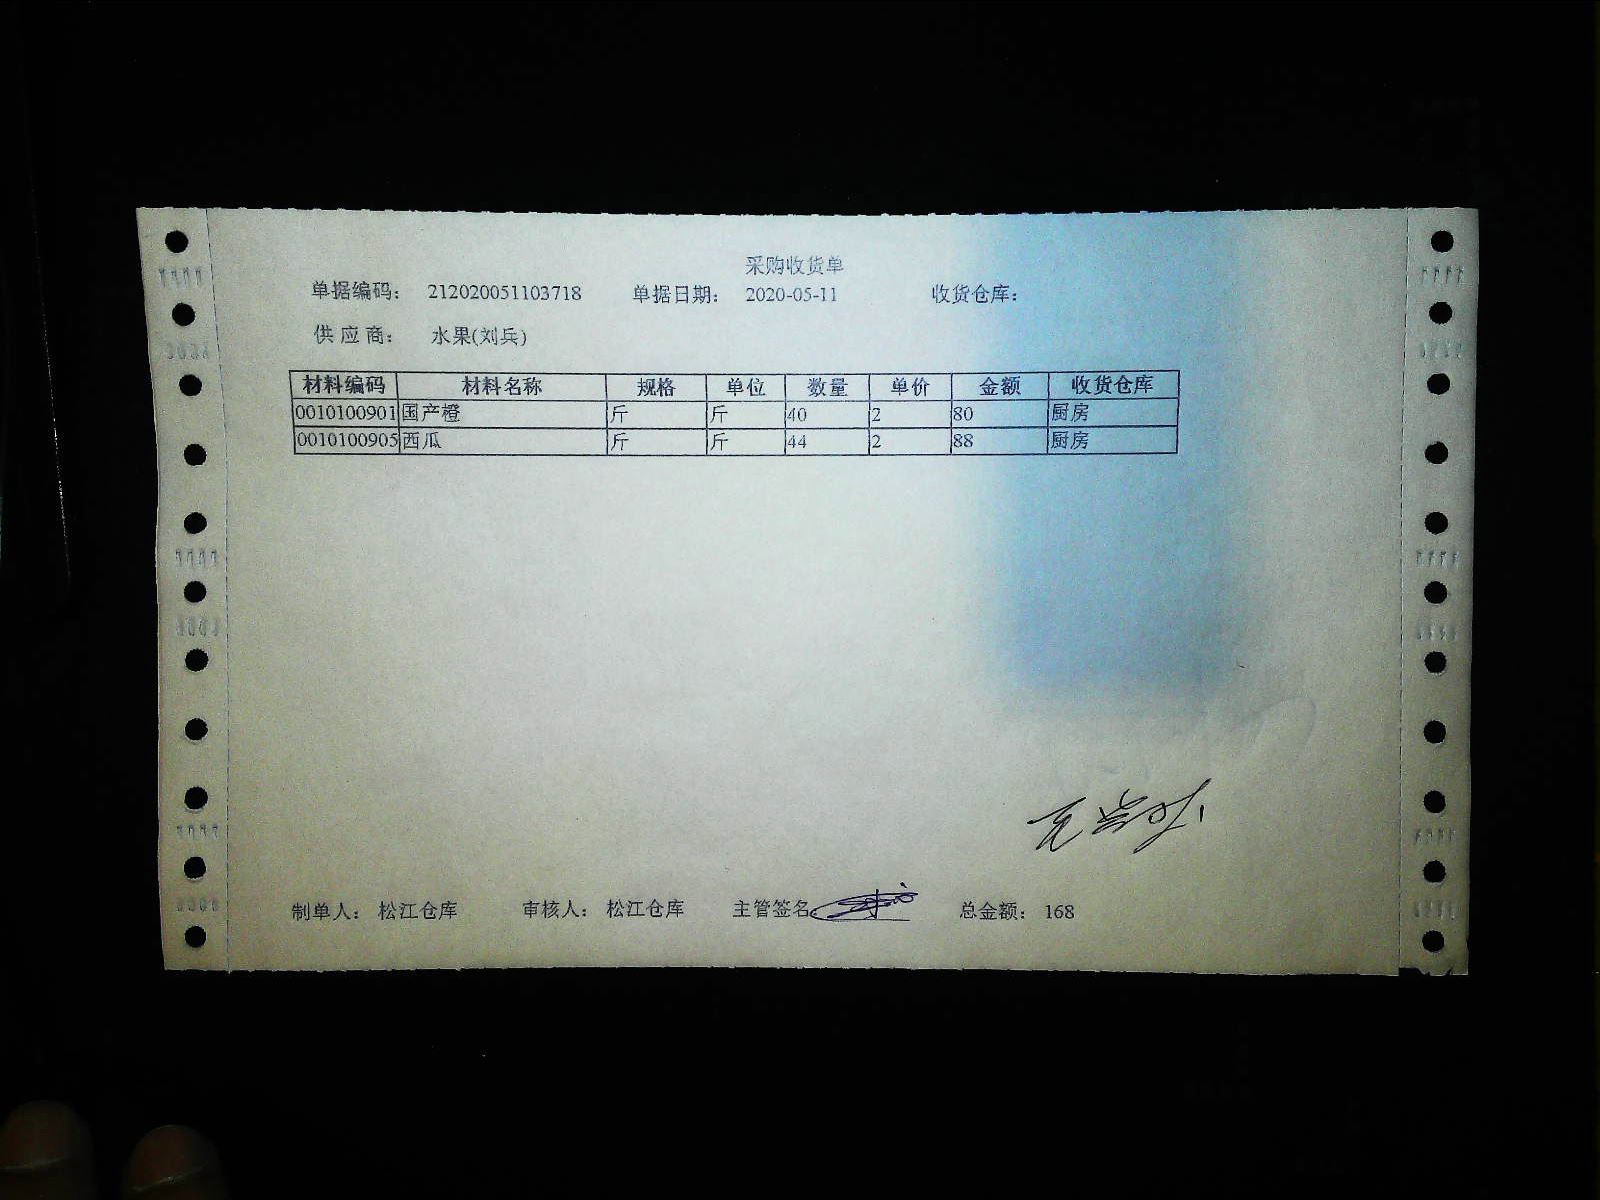 采购收货单
单据编码: 212020051103718 单据日期: 2020-05-11 收货仓库:
供应商: 水果(刘兵)
材料编码 材料名称 规格 单位 数量 单价 金额 收货仓库
0010100901 国产橙 斤 斤 40 2 80 厨房
0010100905 西瓜 斤 斤 44 2 88 厨房
制单人: 松江仓库 审核人: 松江仓库 主管签名: 总金额: 168